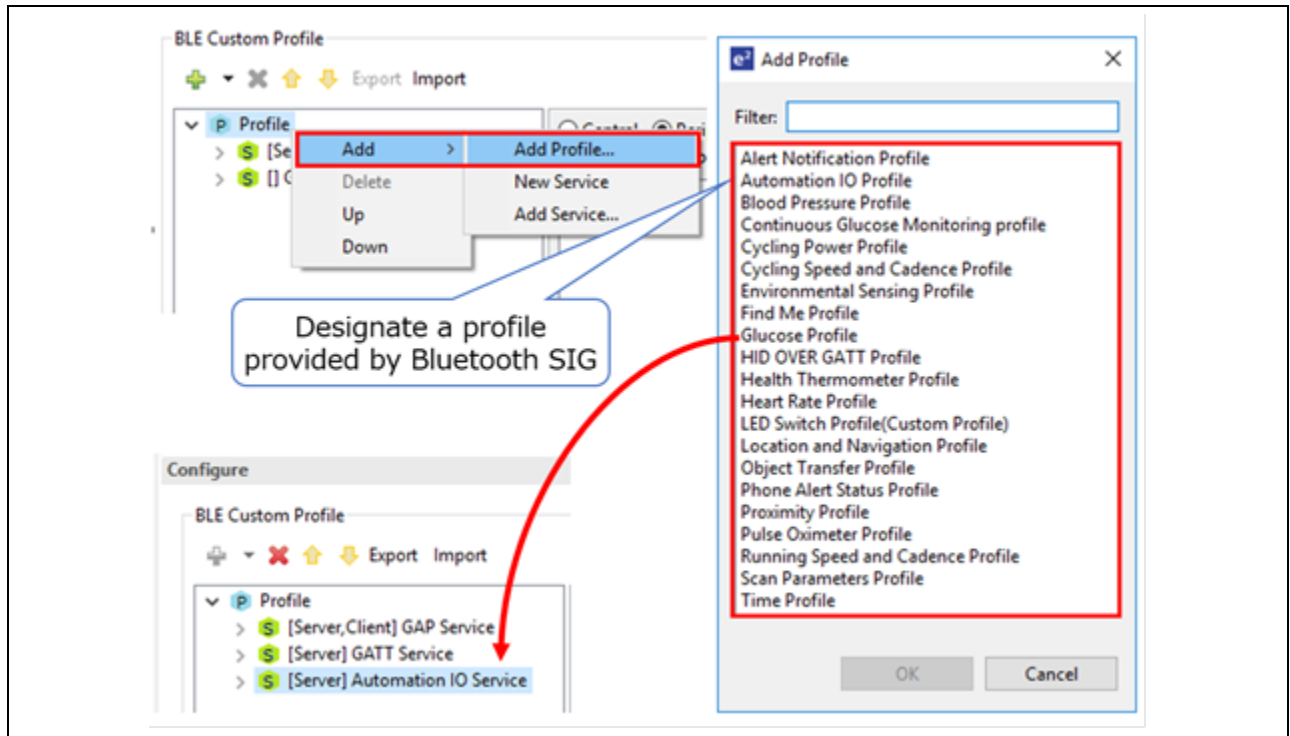 BLE Custom Profile
Export Import
Profile
[Se
[] G
Add >
Delete
Up
Down
Add Profile...
New Service
Add Service...
Designate a profile
provided by Bluetooth SIG
e² Add Profile
Filter:
Alert Notification Profile
Automation IO Profile
Blood Pressure Profile
Continuous Glucose Monitoring profile
Cycling Power Profile
Cycling Speed and Cadence Profile
Environmental Sensing Profile
Find Me Profile
Glucose Profile
HID OVER GATT Profile
Health Thermometer Profile
Heart Rate Profile
LED Switch Profile(Custom Profile)
Location and Navigation Profile
Object Transfer Profile
Phone Alert Status Profile
Proximity Profile
Pulse Oximeter Profile
Running Speed and Cadence Profile
Scan Parameters Profile
Time Profile
OK Cancel
Configure
BLE Custom Profile
Export Import
P Profile
S [Server,Client] GAP Service
S [Server] GATT Service
S [Server] Automation IO Service